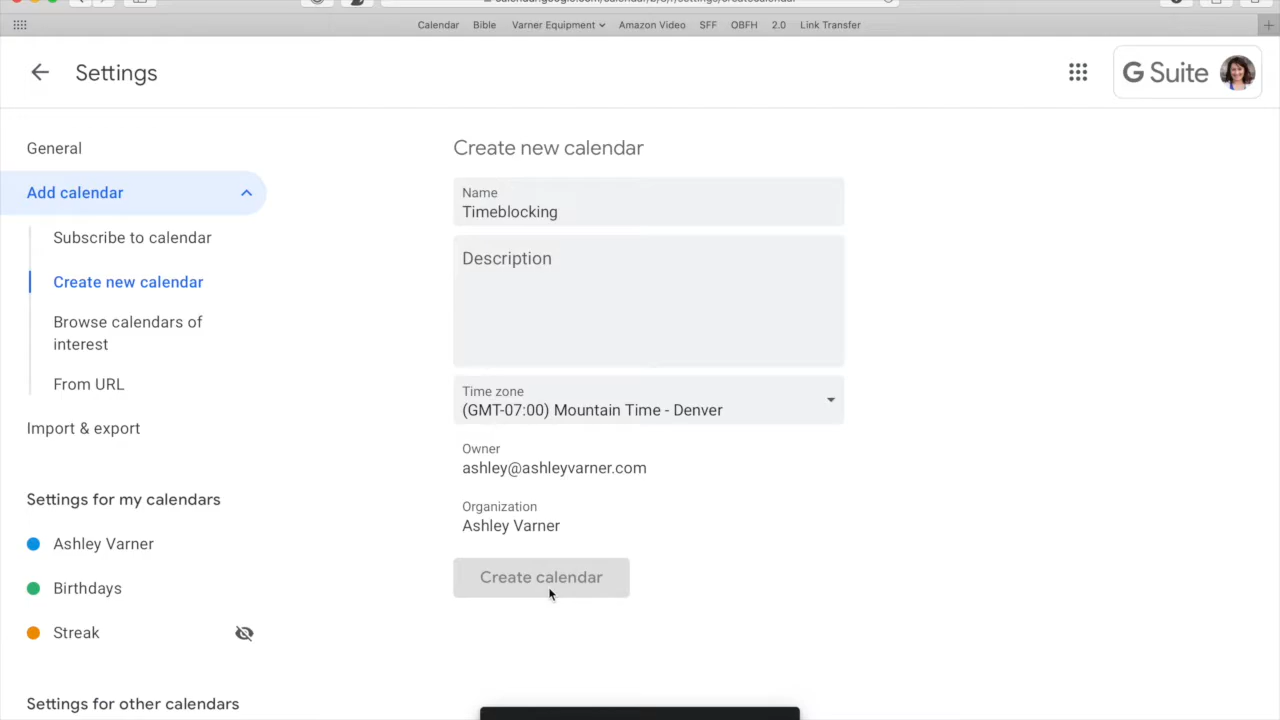 Calendar Bible Varner Equipment Amazon Video SFF OBFH 2.0 Link Transfer
Settings
G Suite
General
Add calendar
Subscribe to calendar
Create new calendar
Browse calendars of
interest
From URL
Import & export
Settings for my calendars
Ashley Varner
Birthdays
Streak
Settings for other calendars
Create new calendar
Name
Timeblocking
Description
Time zone
(GMT-07:00) Mountain Time - Denver
Owner
ashley@ashleyvarner.com
Organization
Ashley Varner
Create calendar